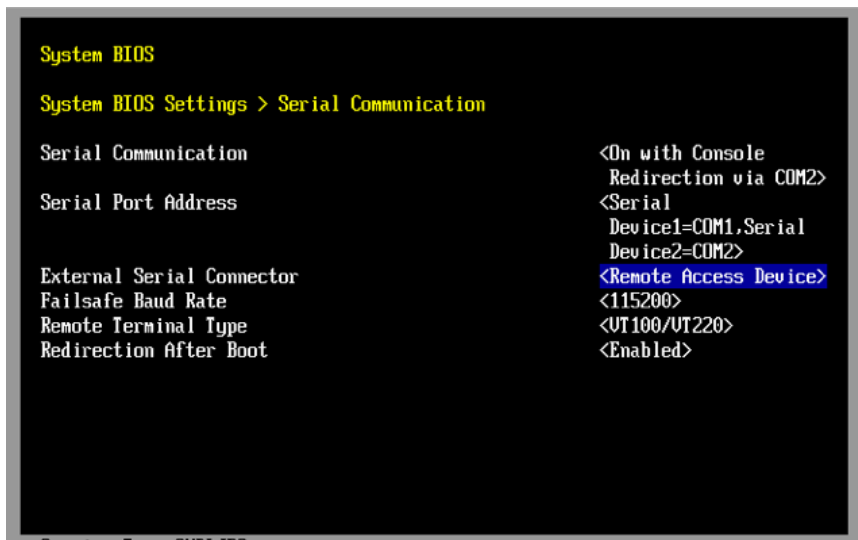 System BIOS
System BIOS Settings > Serial Communication
Serial Communication <On with Console
Redirection via COM2>
Serial Port Address <Serial
Device1=COM1,Serial
Device2=COM2>
External Serial Connector <Remote Access Device>
Failsafe Baud Rate <115200>
Remote Terminal Type <VT100/VT220>
Redirection After Boot <Enabled>